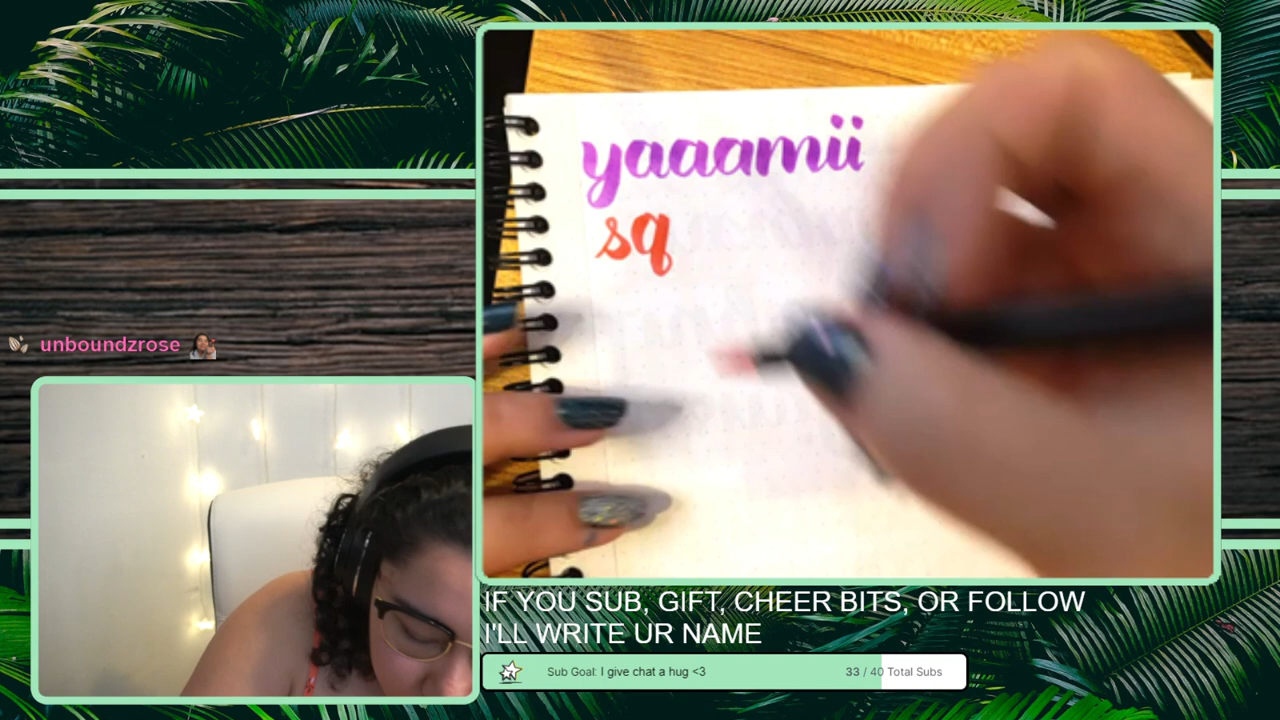 yaaamii
sq
unboundzrose
IF YOU SUB, GIFT, CHEER BITS, OR FOLLOW
I'LL WRITE UR NAME
Sub Goal: I give chat a hug <3 33 / 40 Total Subs